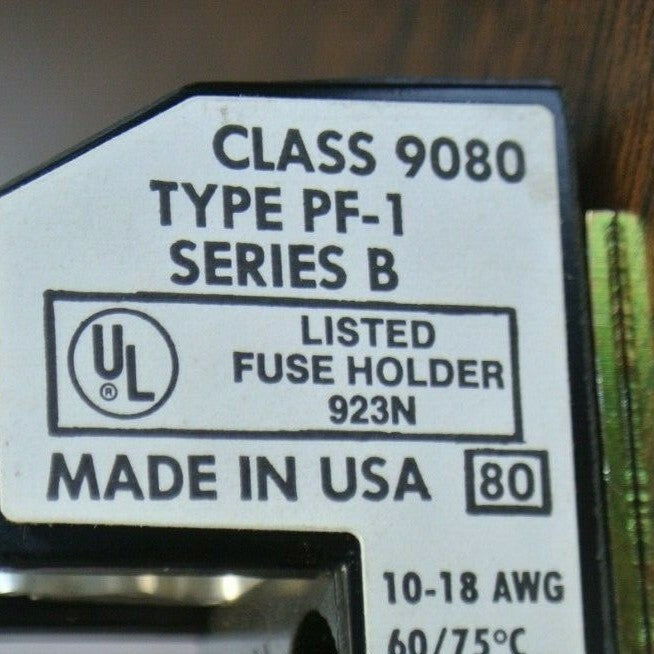 CLASS 9080
TYPE PF-1
SERIES B
UL ®
LISTED
FUSE HOLDER
923N
MADE IN USA 80
10-18 AWG
60/75°C